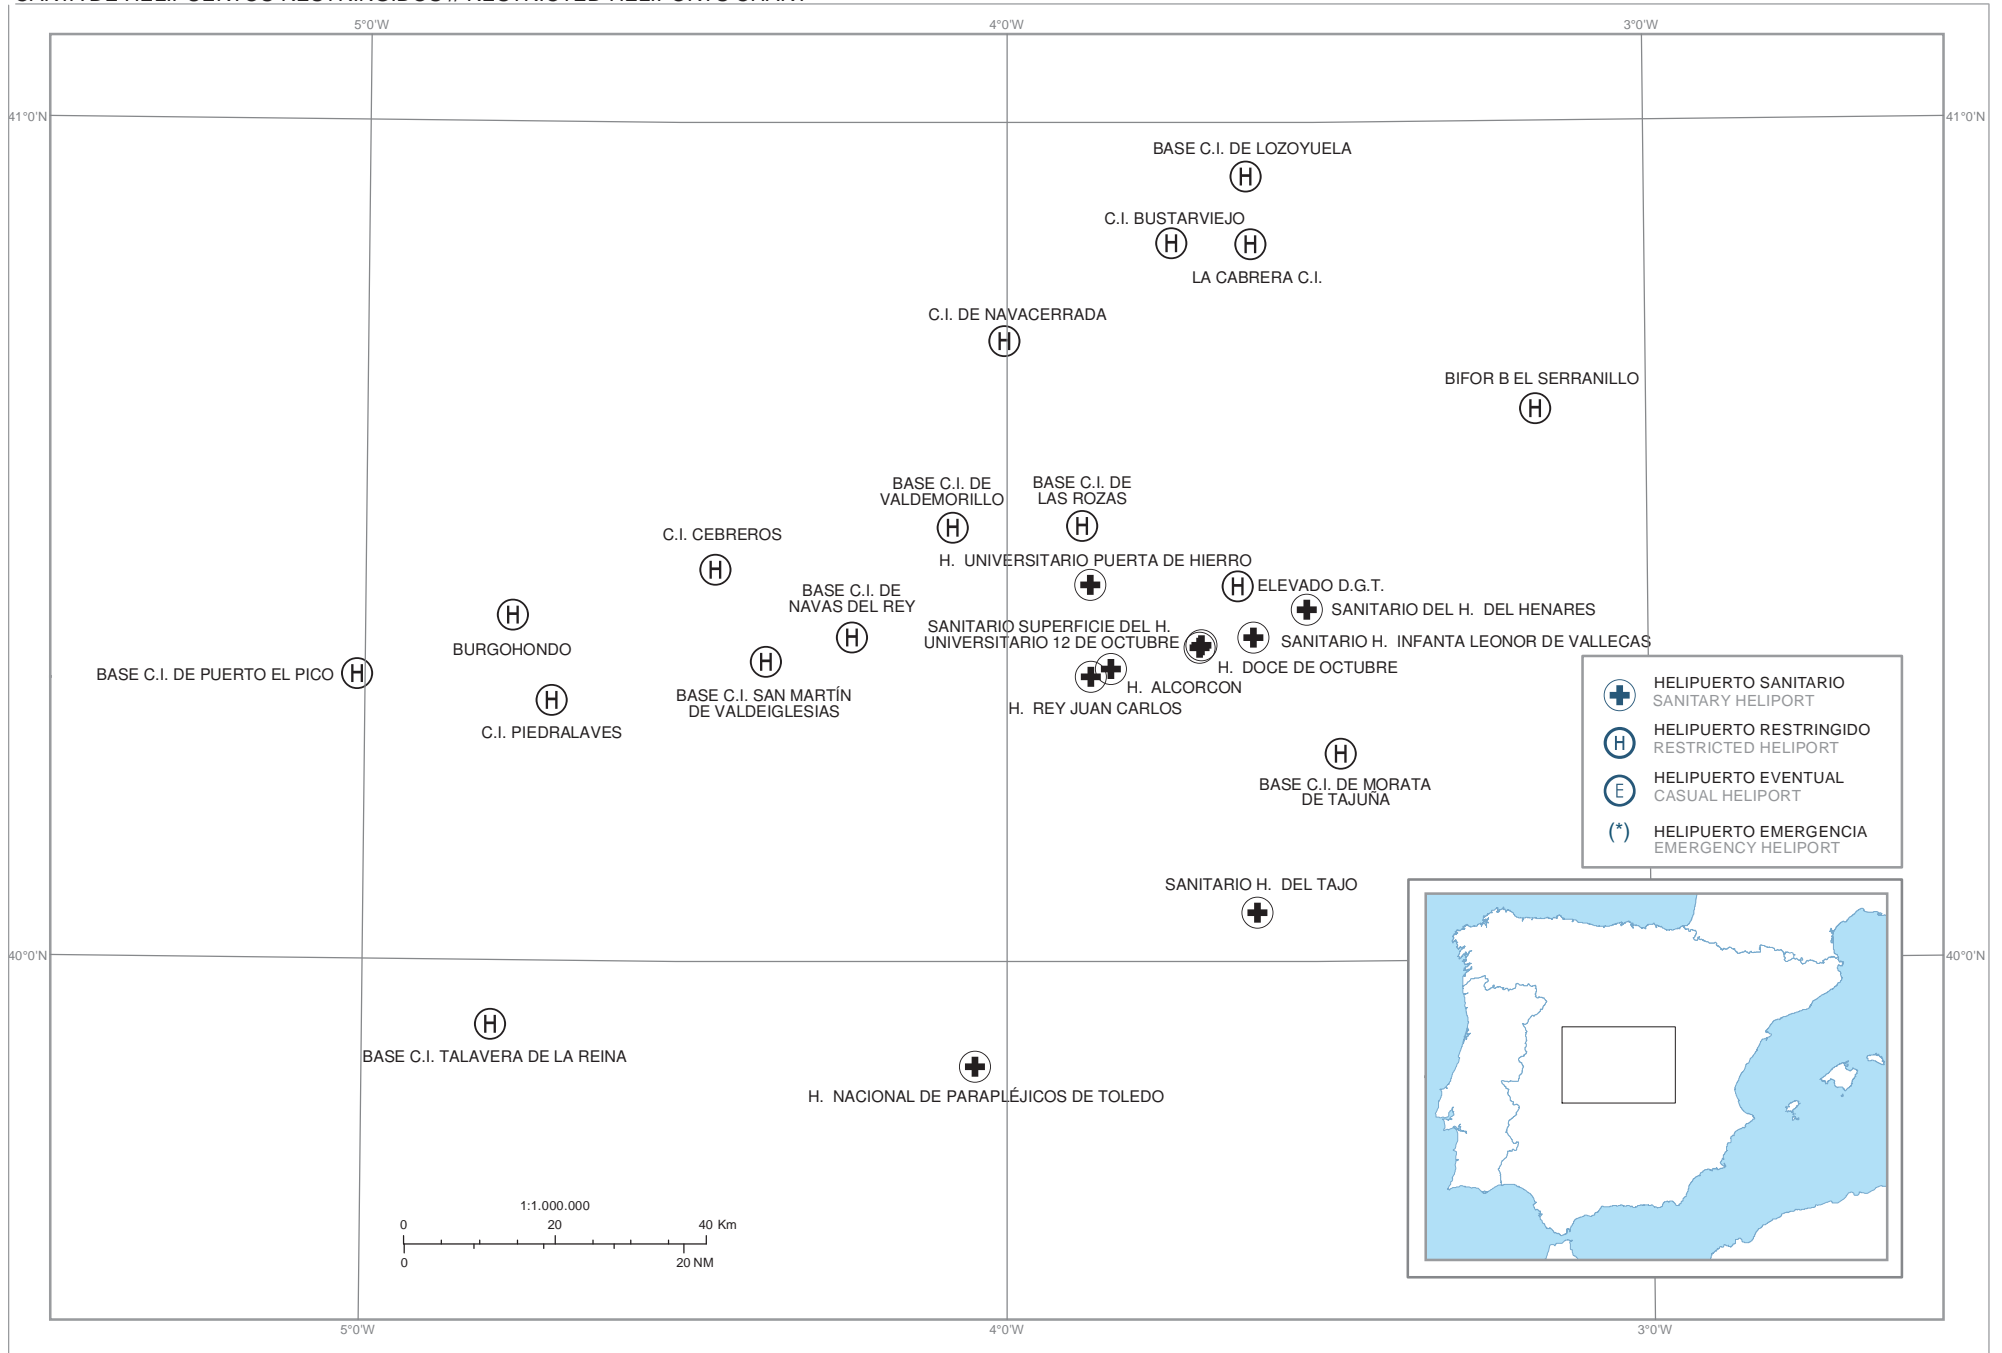 5°0'W
4°0'W
3°0'W
41°0'N
41°0'N
BASE C.I. DE LOZOYUELA
H
C.I. BUSTARVIEJO
H
H
LA CABRERA C.I.
C.I. DE NAVACERRADA
H
BIFOR B EL SERRANILLO
H
BASE C.I. DE
VALDEMORILLO
H
BASE C.I. DE
LAS ROZAS
H
C.I. CEBREROS
H
H. UNIVERSITARIO PUERTA DE HIERRO
H
ELEVADO D.G.T.
BASE C.I. DE
NAVAS DEL REY
H
SANITARIO DEL H. DEL HENARES
H
BURGOHONDO
SANITARIO SUPERFICIE DEL H.
UNIVERSITARIO 12 DE OCTUBRE
SANITARIO H. INFANTA LEONOR DE VALLECAS
H. DOCE DE OCTUBRE
BASE C.I. DE PUERTO EL PICO
H
H
BASE C.I. SAN MARTÍN
DE VALDEIGLESIAS
H. ALCORCON
H. REY JUAN CARLOS
H
C.I. PIEDRALAVES
H
BASE C.I. DE MORATA
DE TAJUÑA
HELIPUERTO SANITARIO
SANITARY HELIPORT
H
HELIPUERTO RESTRINGIDO
RESTRICTED HELIPORT
E
HELIPUERTO EVENTUAL
CASUAL HELIPORT
(*)
HELIPUERTO EMERGENCIA
EMERGENCY HELIPORT
SANITARIO H. DEL TAJO
40°0'N
40°0'N
H
BASE C.I. TALAVERA DE LA REINA
H. NACIONAL DE PARAPLÉJICOS DE TOLEDO
1:1.000.000
0 20 40 Km
0 20 NM
5°0'W
4°0'W
3°0'W